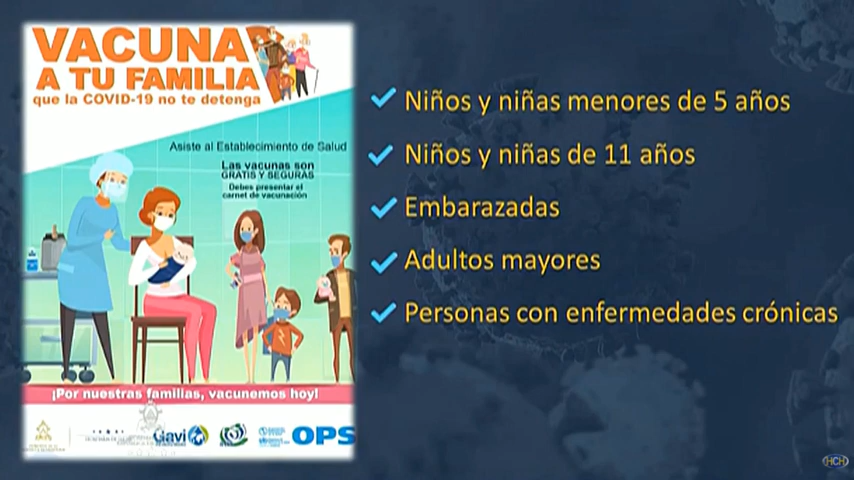 VACUNA
A TU FAMILIA
que la COVID-19 no te detenga
Asiste al Establecimiento de Salud
Las vacunas son
GRATIS Y SEGURAS
Debes presentar el
carnet de vacunación
¡Por nuestras familias, vacunemos hoy!
Gavi
OPS
Niños y niñas menores de 5 años
Niños y niñas de 11 años
Embarazadas
Adultos mayores
Personas con enfermedades crónicas
HCH